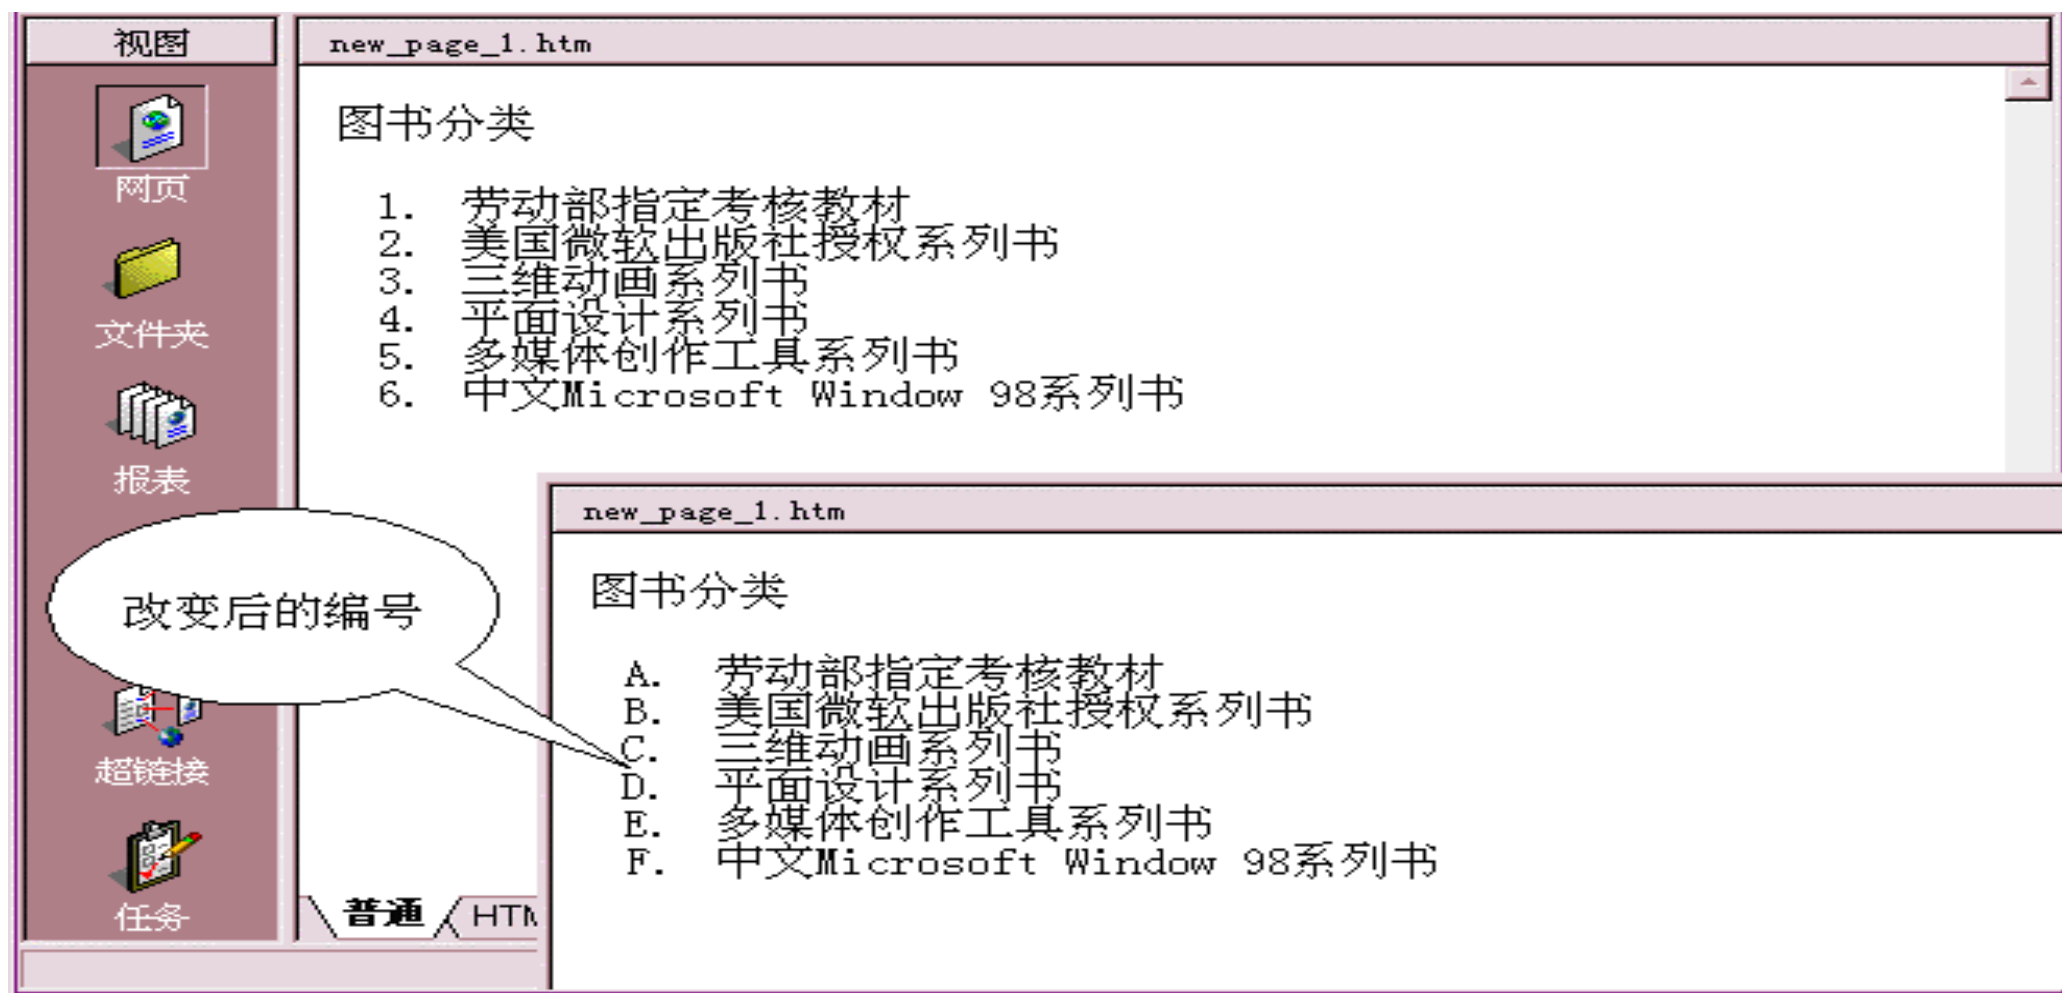 视图
new_page_1.htm
网页
文件夹
报表
超链接
任务
图书分类
1. 劳动部指定考核教材
2. 美国微软出版社授权系列书
3. 三维动画系列书
4. 平面设计系列书
5. 多媒体创作工具系列书
6. 中文Microsoft Window 98系列书
改变后的编号
new_page_1.htm
图书分类
A. 劳动部指定考核教材
B. 美国微软出版社授权系列书
C. 三维动画系列书
D. 平面设计系列书
E. 多媒体创作工具系列书
F. 中文Microsoft Window 98系列书
普通